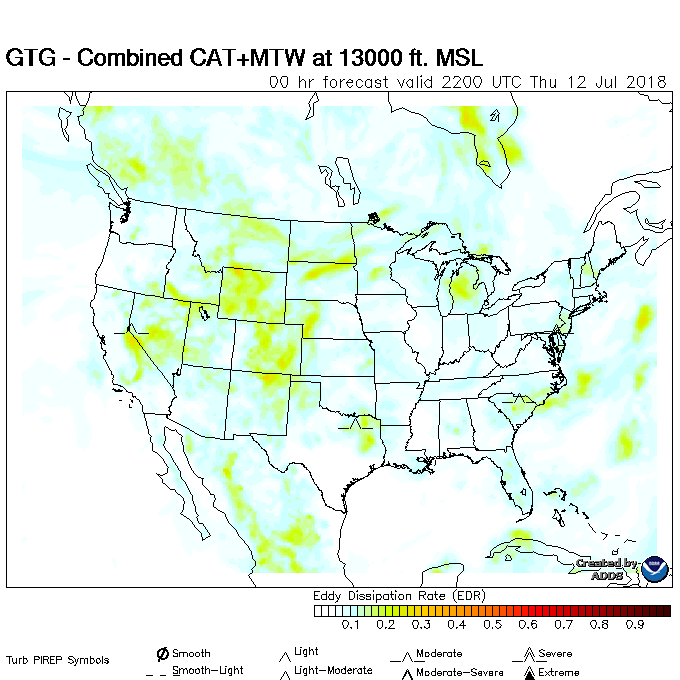 GTG - Combined CAT+MTW at 13000 ft. MSL
00 hr forecast valid 2200 UTC Thu 12 Jul 2018
Created by
ADDS
Eddy Dissipation Rate (EDR)
0.1 0.2 0.3 0.4 0.5 0.6 0.7 0.8 0.9
Turb PIREP Symbols
Smooth Light Moderate Severe
Smooth-Light Light-Moderate Moderate-Severe Extreme